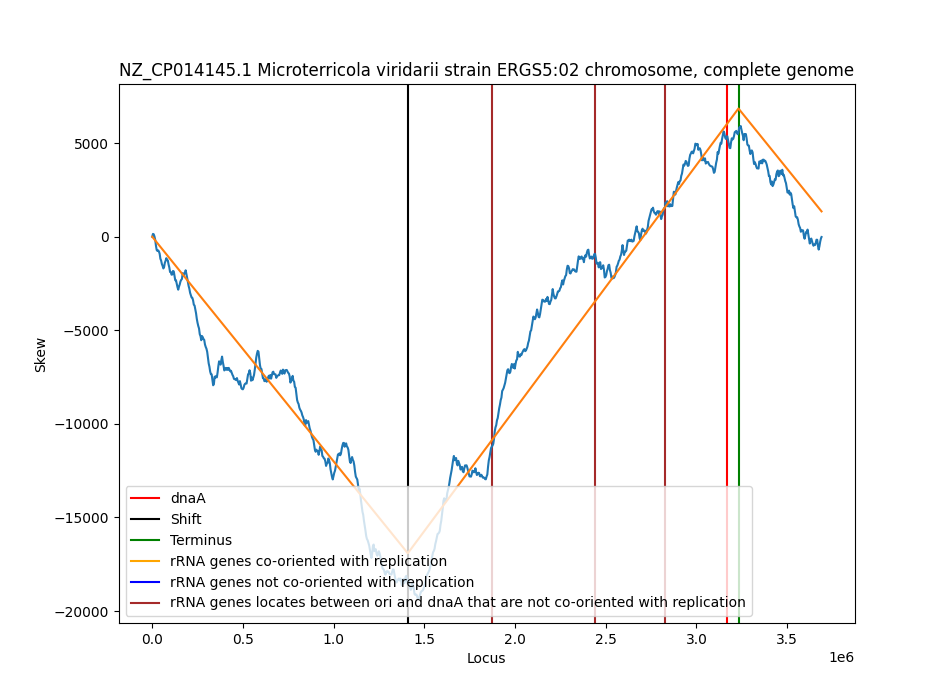 NZ_CP014145.1 Microterricola viridarii strain ERGS5:02 chromosome, complete genome
5000
0
−5000
−10000
−15000
−20000
Skew
dnaA
Shift
Terminus
rRNA genes co-oriented with replication
rRNA genes not co-oriented with replication
rRNA genes locates between ori and dnaA that are not co-oriented with replication
0.0 0.5 1.0 1.5 2.0 2.5 3.0 3.5
Locus
1e6